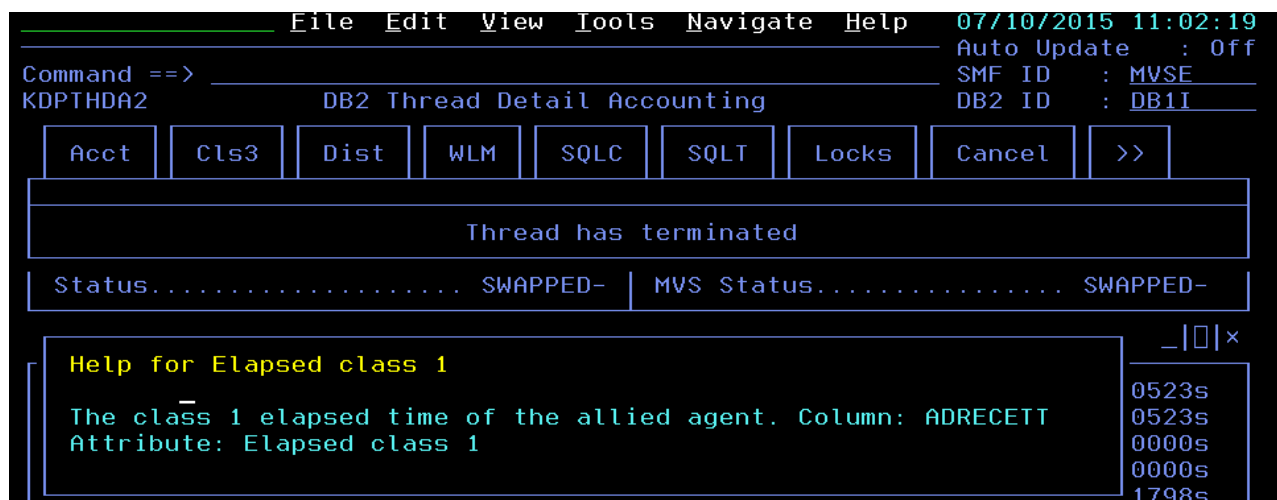 File Edit View Tools Navigate Help 07/10/2015 11:02:19
Auto Update : Off
Command ==> SMF ID : MVSE
KDPTHDA2 DB2 Thread Detail Accounting DB2 ID : DB1I
Acct Cls3 Dist WLM SQLC SQLT Locks Cancel >>
Thread has terminated
Status..................... SWAPPED- MVS Status................ SWAPPED-
_|▯|×
Help for Elapsed class 1
0523s
The class 1 elapsed time of the allied agent. Column: ADRECETT 0523s
Attribute: Elapsed class 1 0000s
0000s
1798s